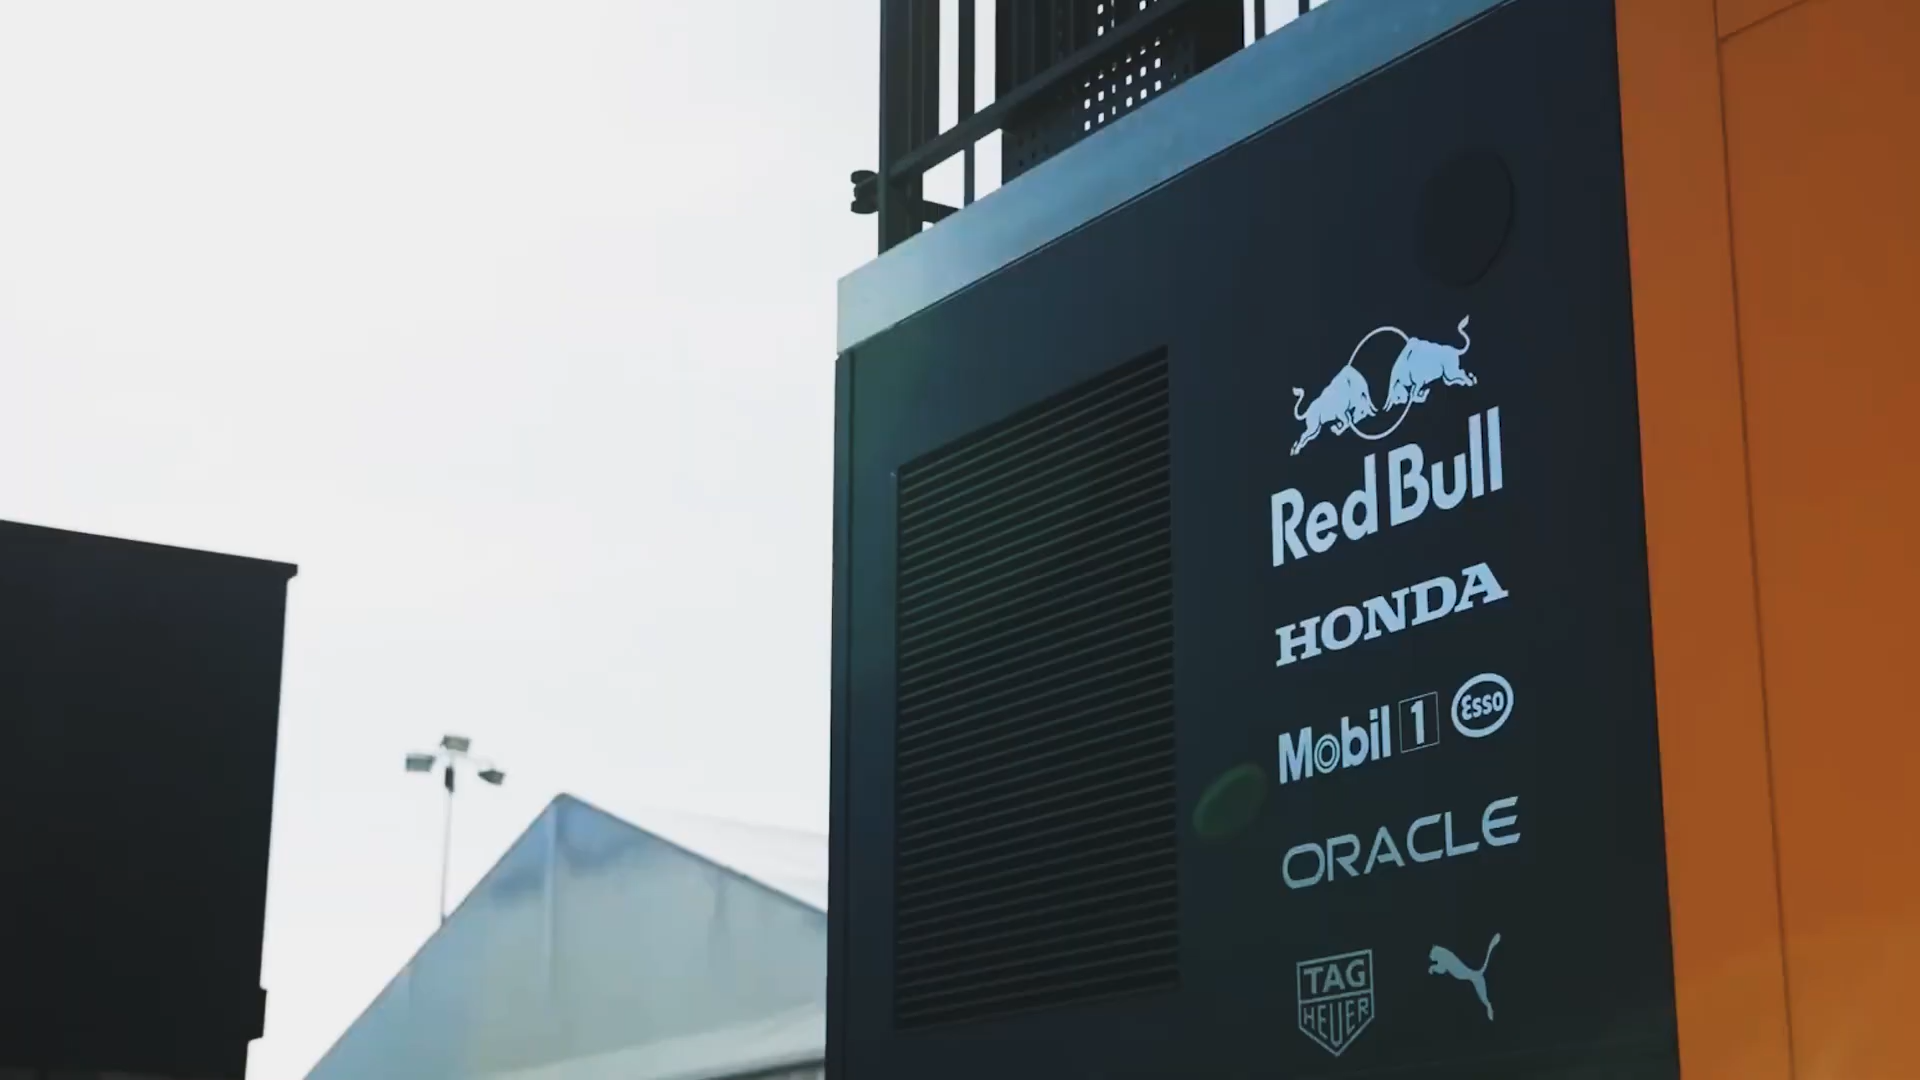 Red Bull
HONDA
Mobil 1 Esso
ORACLE
TAG
HEUER